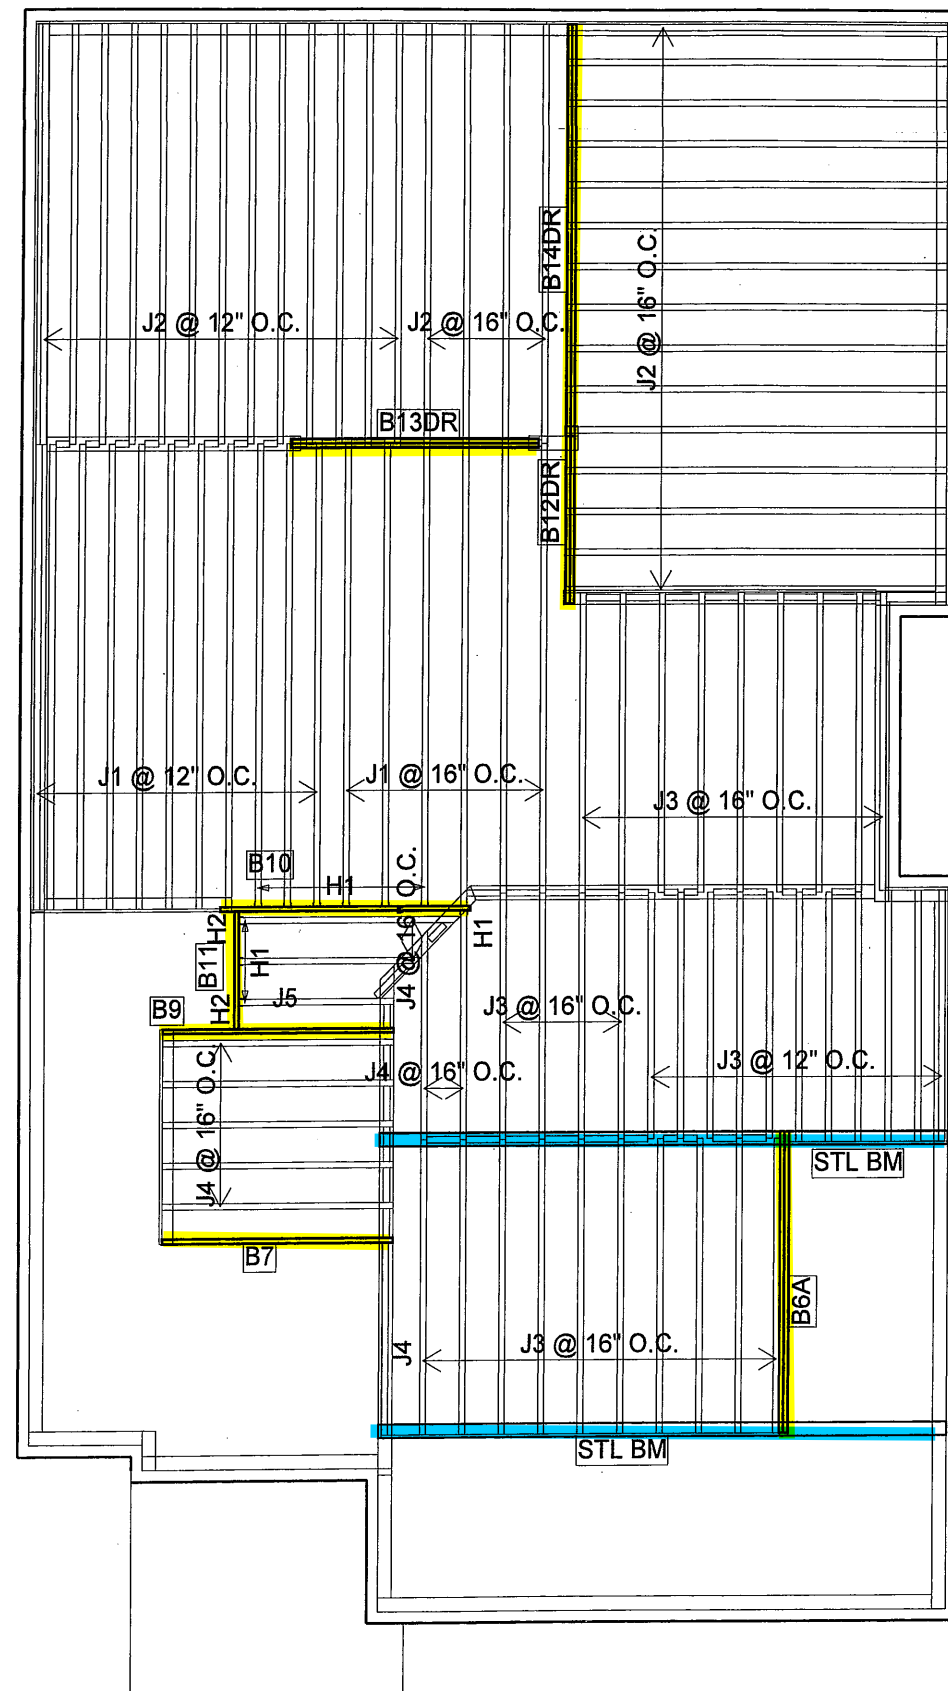 B14DR
J2 @ 16" O.C.
J2 @ 12" O.C.
J2 @ 16" O.C.
B13DR
B12DR
J1 @ 12" O.C.
J1 @ 16" O.C.
J3 @ 16" O.C.
B10
H1
J4 @ 16" O.C.
H2
B11
H1
H1
H2
J5
B9
J3 @ 16" O.C.
J4 @ 16" O.C.
J3 @ 12" O.C.
J4 @ 16" O.C.
STL BM
B7
B6A
J4
J3 @ 16" O.C.
STL BM